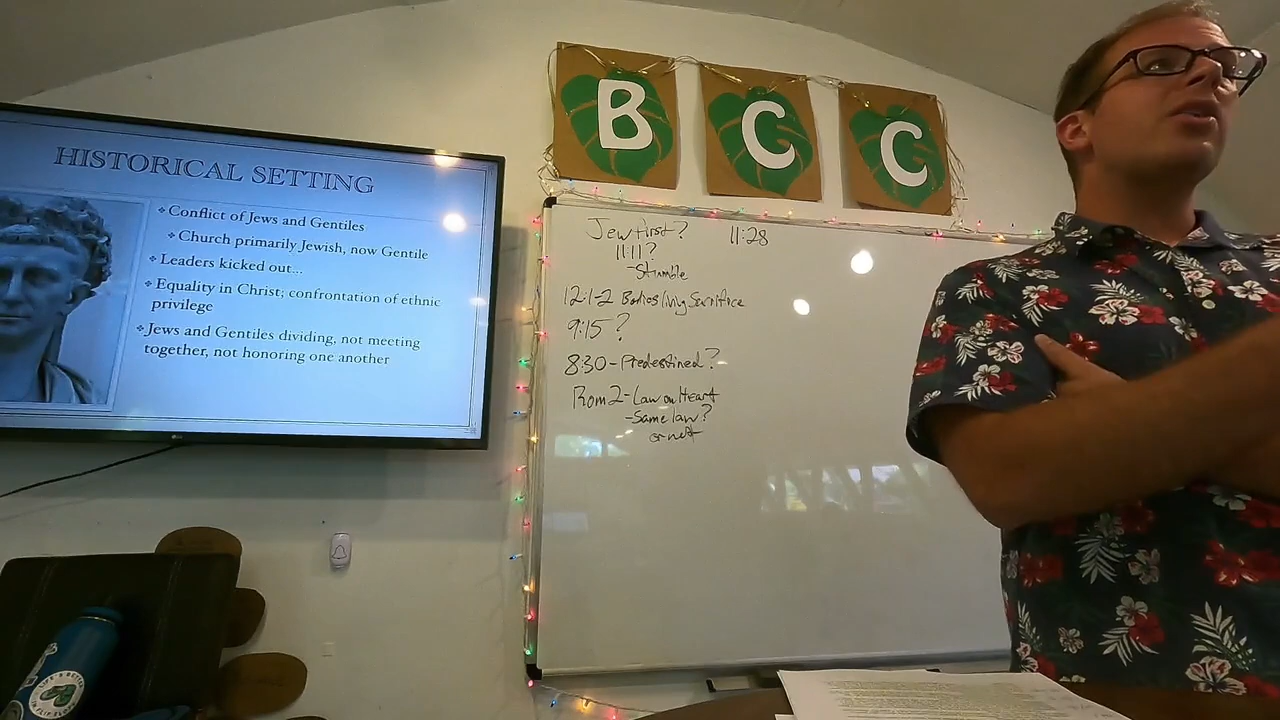 HISTORICAL SETTING
Conflict of Jews and Gentiles
Church primarily Jewish, now Gentile
Leaders kicked out...
Equality in Christ; confrontation of ethnic
privilege
Jews and Gentiles dividing, not meeting
together, not honoring one another
B C C
Jew first? 11:28
11:11?
-Stumble
12:1-2 Bodies living Sacrifice
9:15?
8:30-Predestined?
Rom 2-Law on Heart
-Same law?
or not